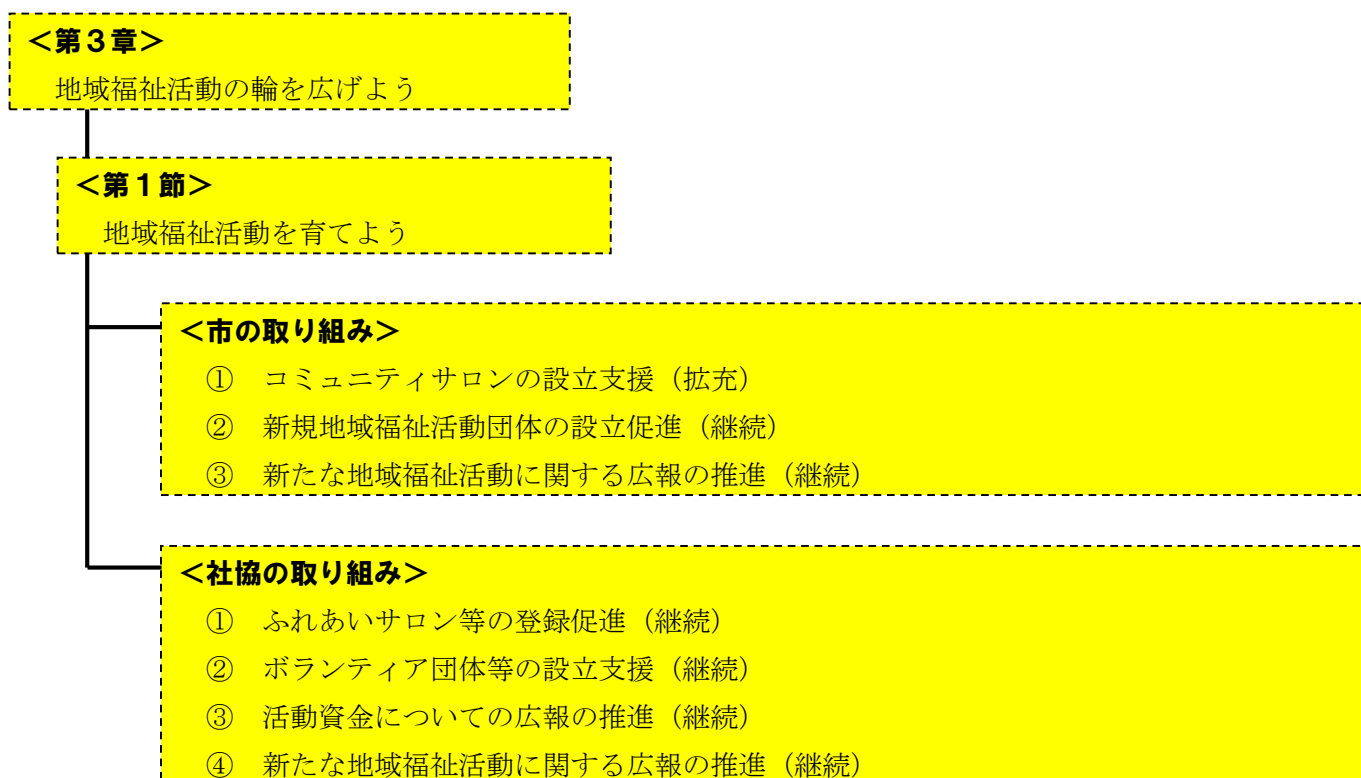 ＜第３章＞
地域福祉活動の輪を広げよう
＜第１節＞
地域福祉活動を育てよう
＜市の取り組み＞
①　コミュニティサロンの設立支援（拡充）
②　新規地域福祉活動団体の設立促進（継続）
③　新たな地域福祉活動に関する広報の推進（継続）
＜社協の取り組み＞
①　ふれあいサロン等の登録促進（継続）
②　ボランティア団体等の設立支援（継続）
③　活動資金についての広報の推進（継続）
④　新たな地域福祉活動に関する広報の推進（継続）